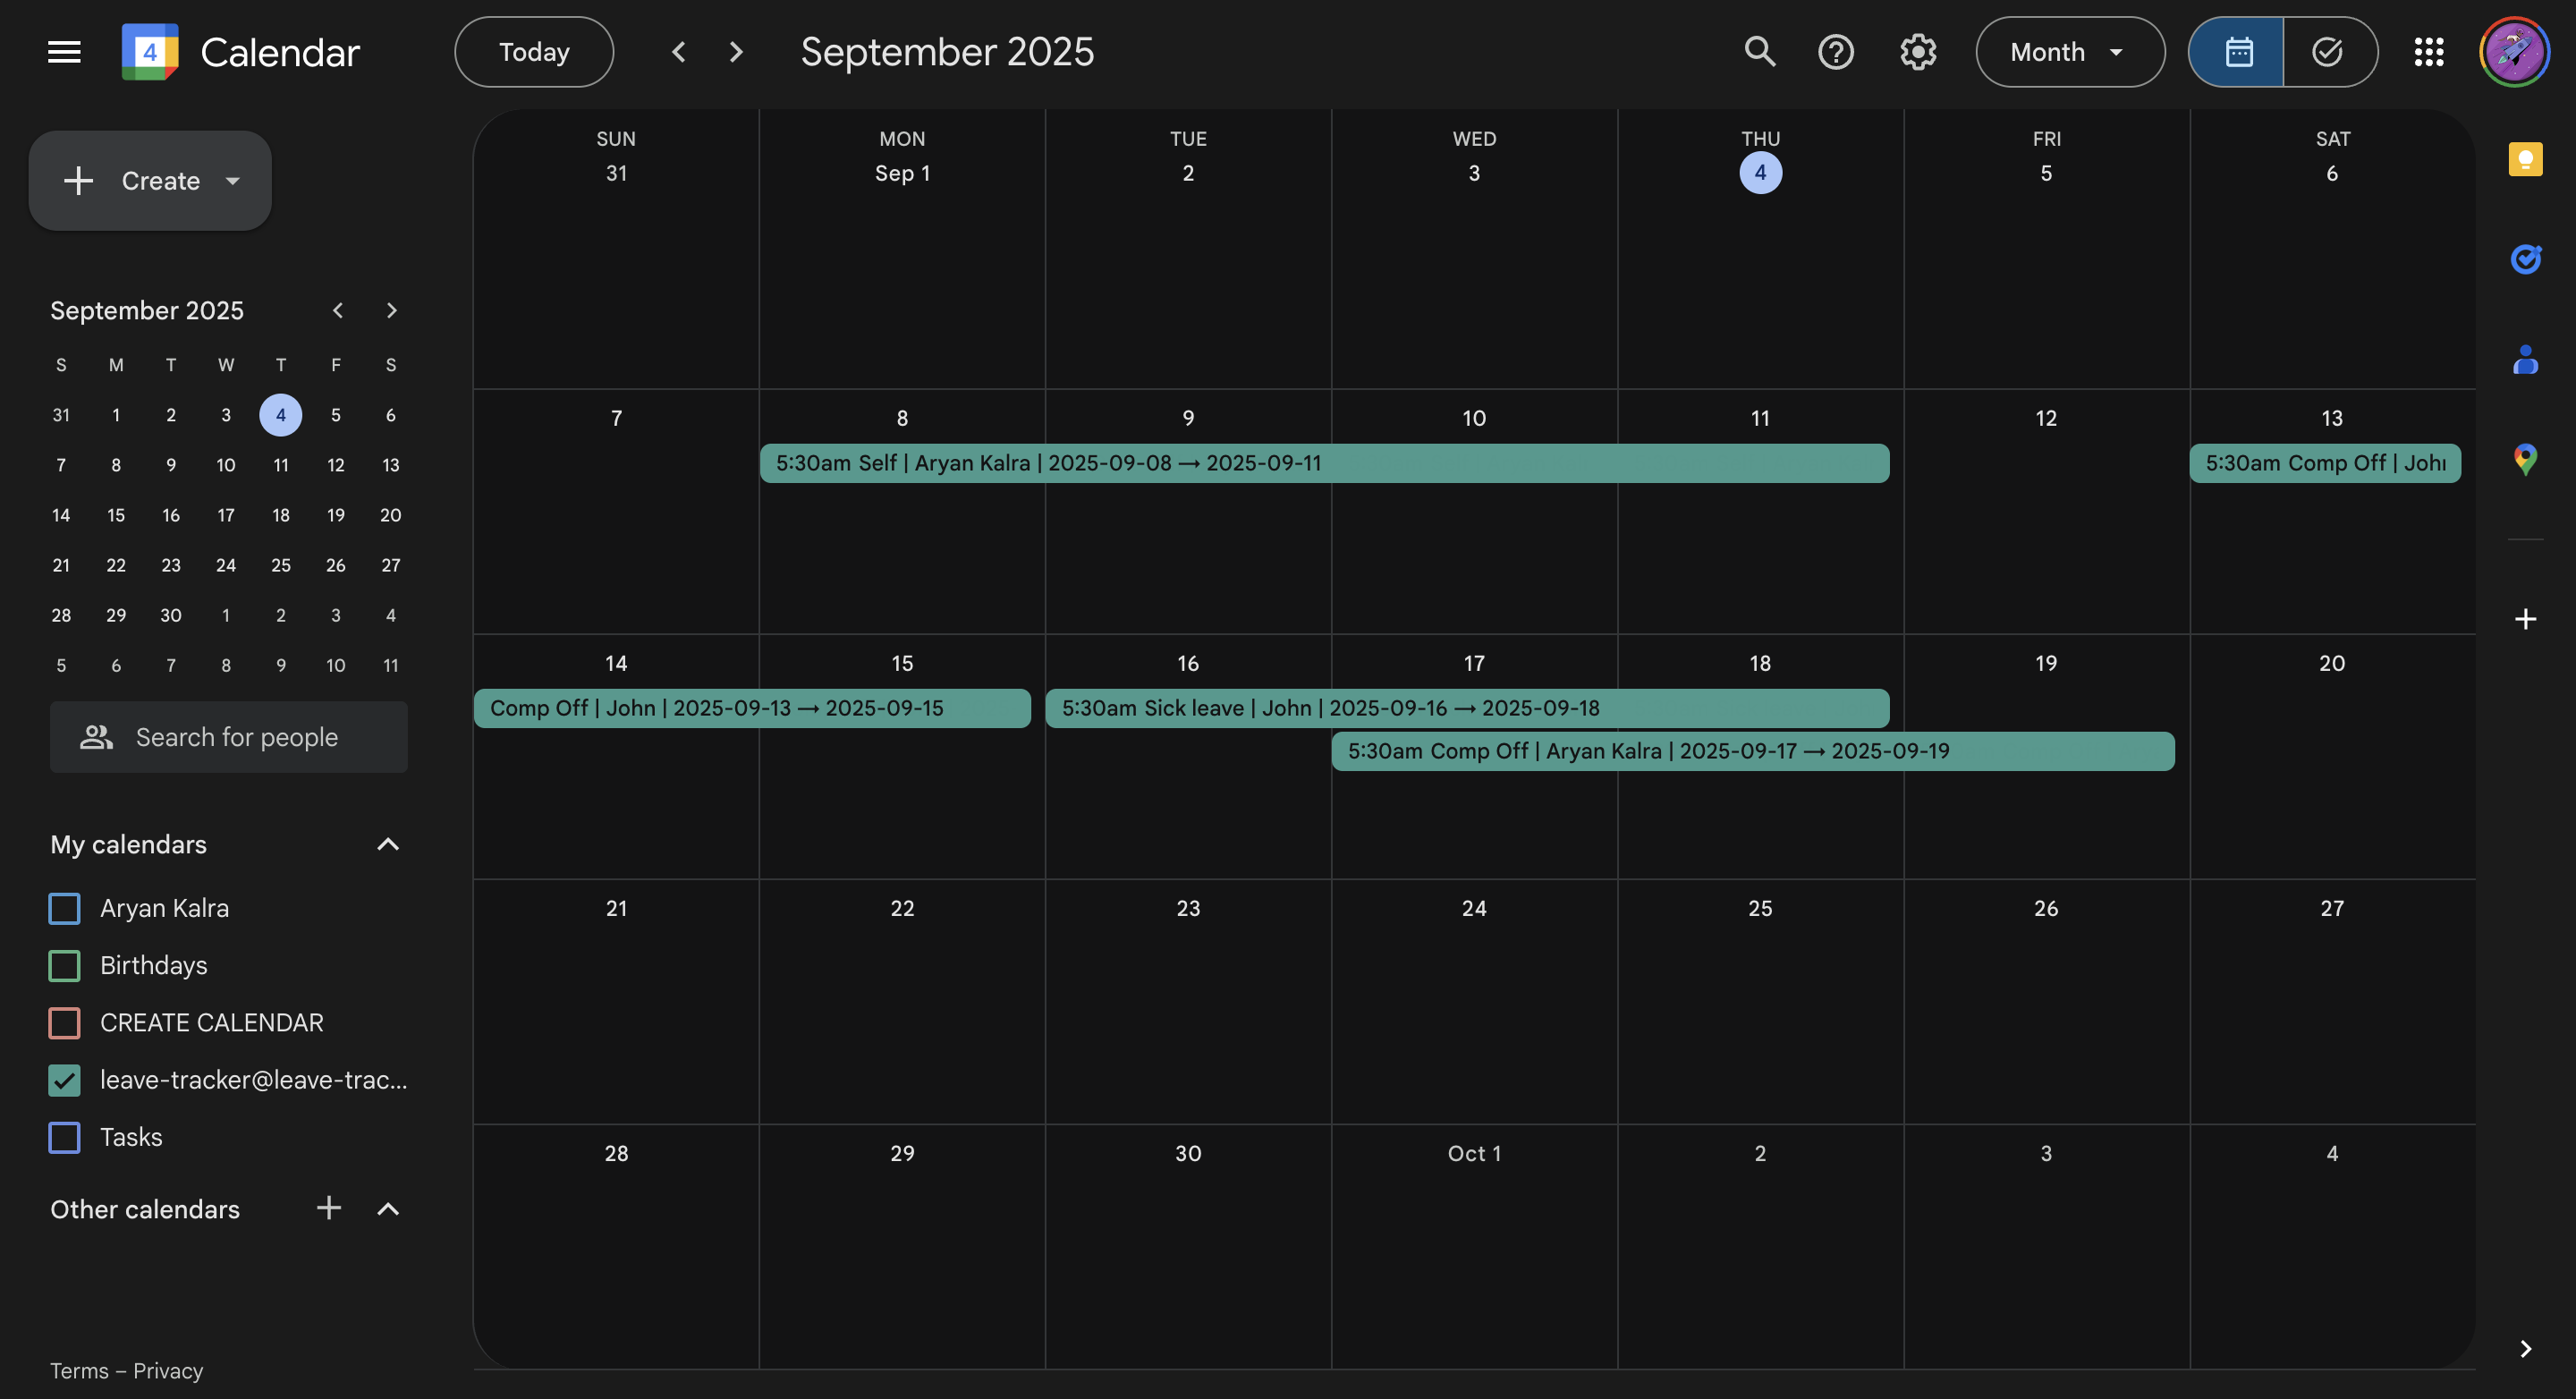 4 Calendar Today September 2025 Month
Create
September 2025
S M T W T F S
31 1 2 3 4 5 6
7 8 9 10 11 12 13
14 15 16 17 18 19 20
21 22 23 24 25 26 27
28 29 30 1 2 3 4
5 6 7 8 9 10 11
Search for people
My calendars
Aryan Kalra
Birthdays
CREATE CALENDAR
leave-tracker@leave-trac...
Tasks
Other calendars
Terms – Privacy
SUN MON TUE WED THU FRI SAT
31 Sep 1 2 3 4 5 6
7 8 9 10 11 12 13
5:30am Self | Aryan Kalra | 2025-09-08 → 2025-09-11
5:30am Comp Off |
14 15 16 17 18 19 20
Comp Off | John | 2025-09-13 → 2025-09-15
5:30am Sick leave | John | 2025-09-16 → 2025-09-18
5:30am Comp Off | Aryan Kalra | 2025-09-17 → 2025-09-19
21 22 23 24 25 26 27
28 29 30 Oct 1 2 3 4